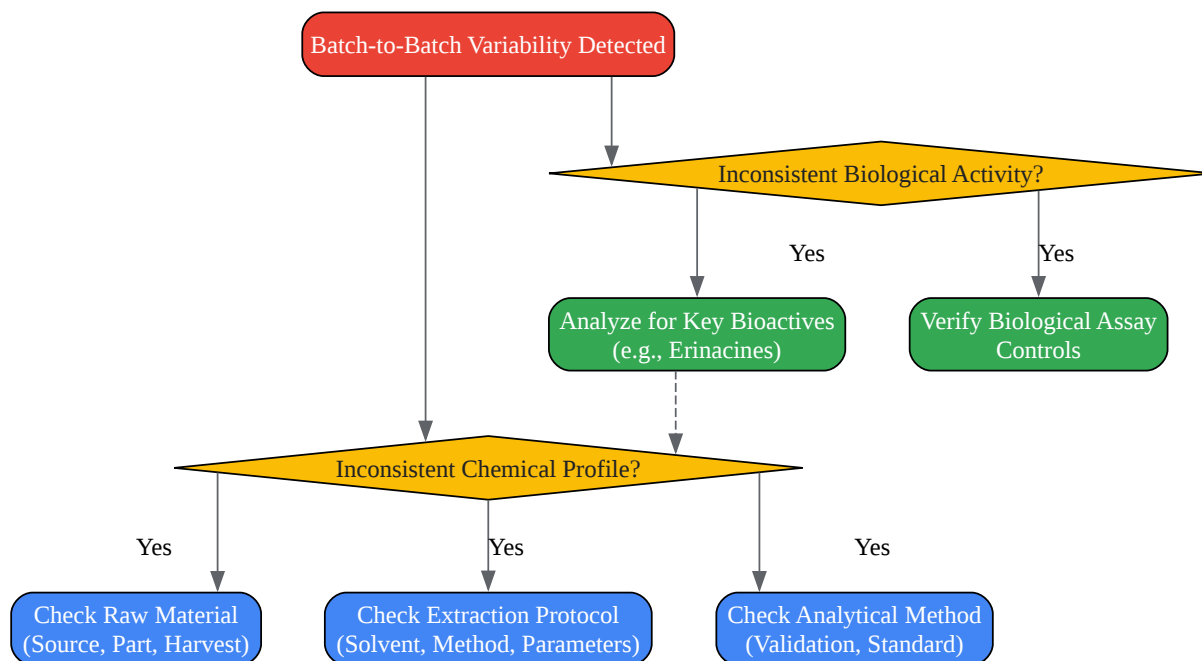 Batch-to-Batch Variability Detected
Inconsistent Biological Activity?
Yes
Yes
Analyze for Key Bioactives
(e.g., Erinacines)
Verify Biological Assay
Controls
Inconsistent Chemical Profile?
Yes
Yes
Yes
Check Raw Material
(Source, Part, Harvest)
Check Extraction Protocol
(Solvent, Method, Parameters)
Check Analytical Method
(Validation, Standard)